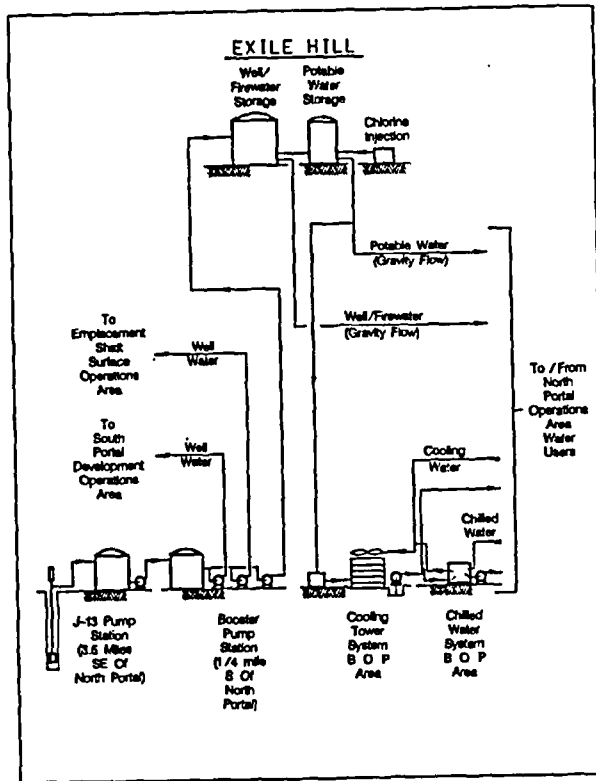 EXILE HILL
Well/
Firewater
Storage
Potable
Water
Storage
Chlorine
Injection
Potable Water
(Gravity Flow)
Well/Firewater
(Gravity Flow)
To
Emplacement
Shaft
Surface
Operations
Area
Well
Water
To / From
North
Portal
Operations
Area
Water
Users
To
South
Portal
Development
Operations
Area
Well
Water
Cooling
Water
Chilled
Water
J-13 Pump
Station
(3.5 Miles
SE Of
North Portal)
Booster
Pump
Station
(1/4 mile
S Of
North
Portal)
Cooling
Tower
System
B O P
Area
Chilled
Water
System
B O P
Area